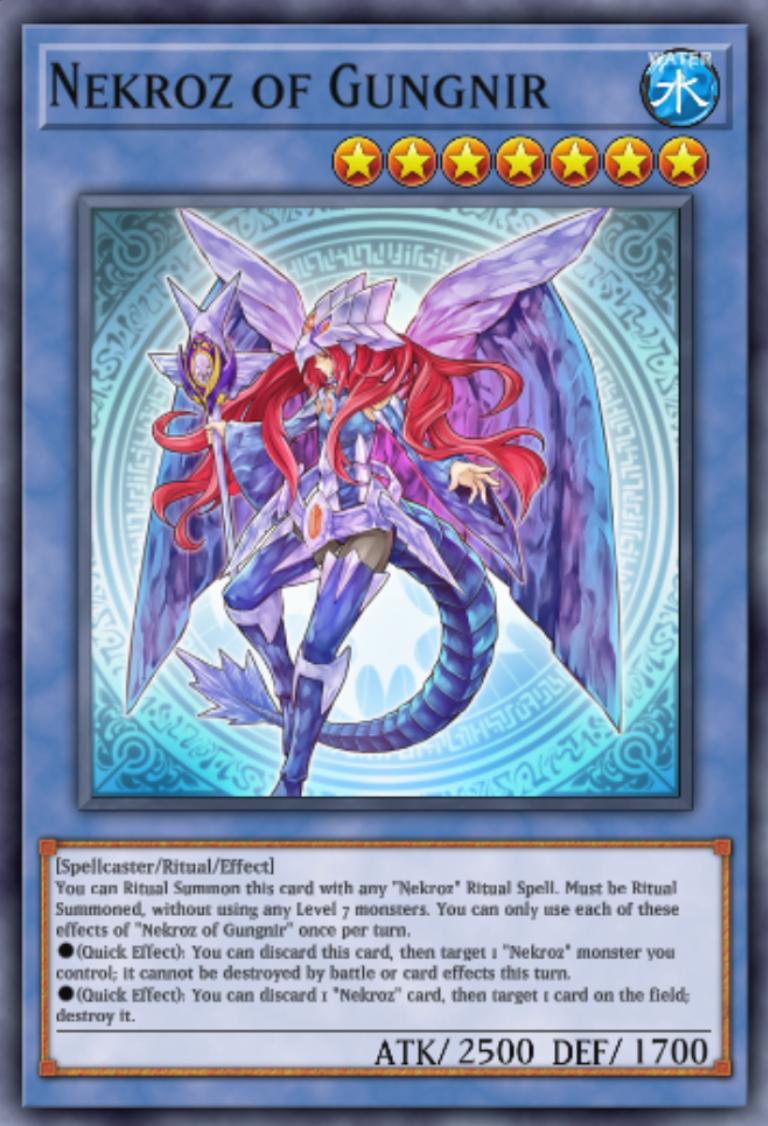 NEKROZ OF GUNGNIR
WATER
水
[Spellcaster/Ritual/Effect]
You can Ritual Summon this card with any "Nekroz" Ritual Spell. Must be Ritual
Summoned, without using any Level 7 monsters. You can only use each of these
effects of "Nekroz of Gungnir" once per turn.
●(Quick Effect): You can discard this card, then target 1 "Nekroz" monster you
control; it cannot be destroyed by battle or card effects this turn.
●(Quick Effect): You can discard 1 "Nekroz" card, then target 1 card on the field;
destroy it.
ATK/ 2500 DEF/ 1700